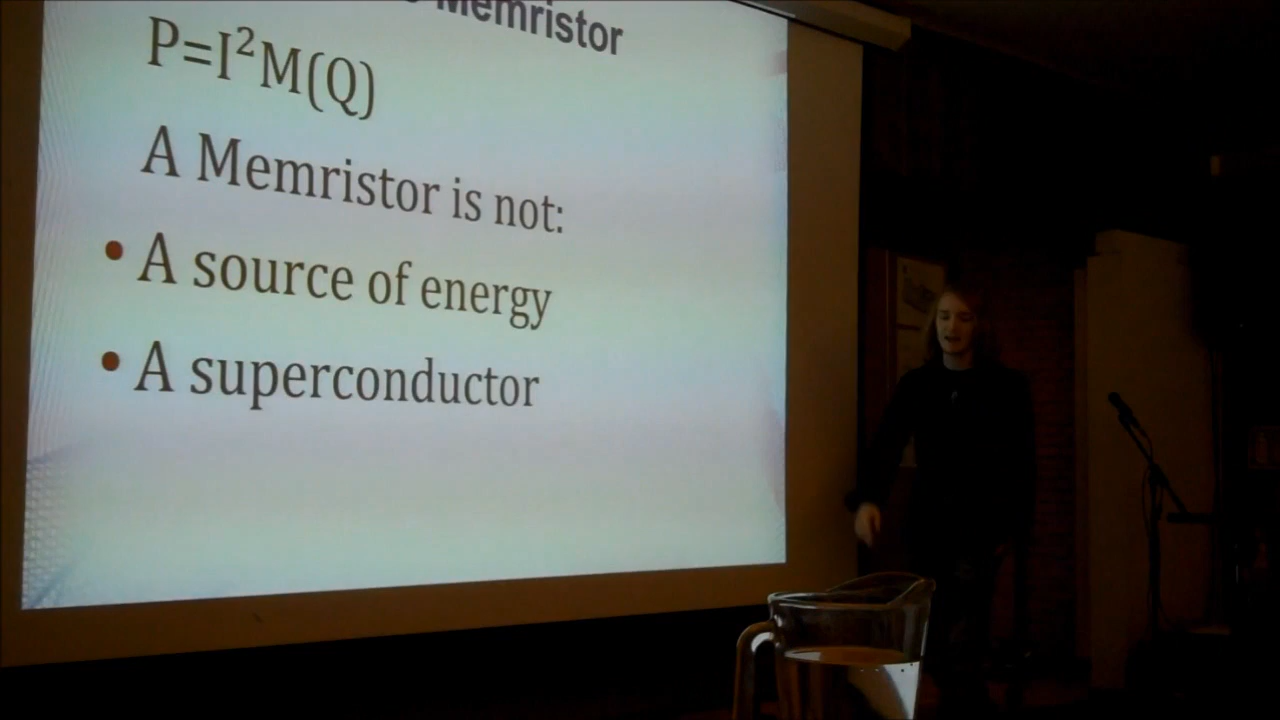 Memristor
P=I²M(Q)
A Memristor is not:
• A source of energy
• A superconductor